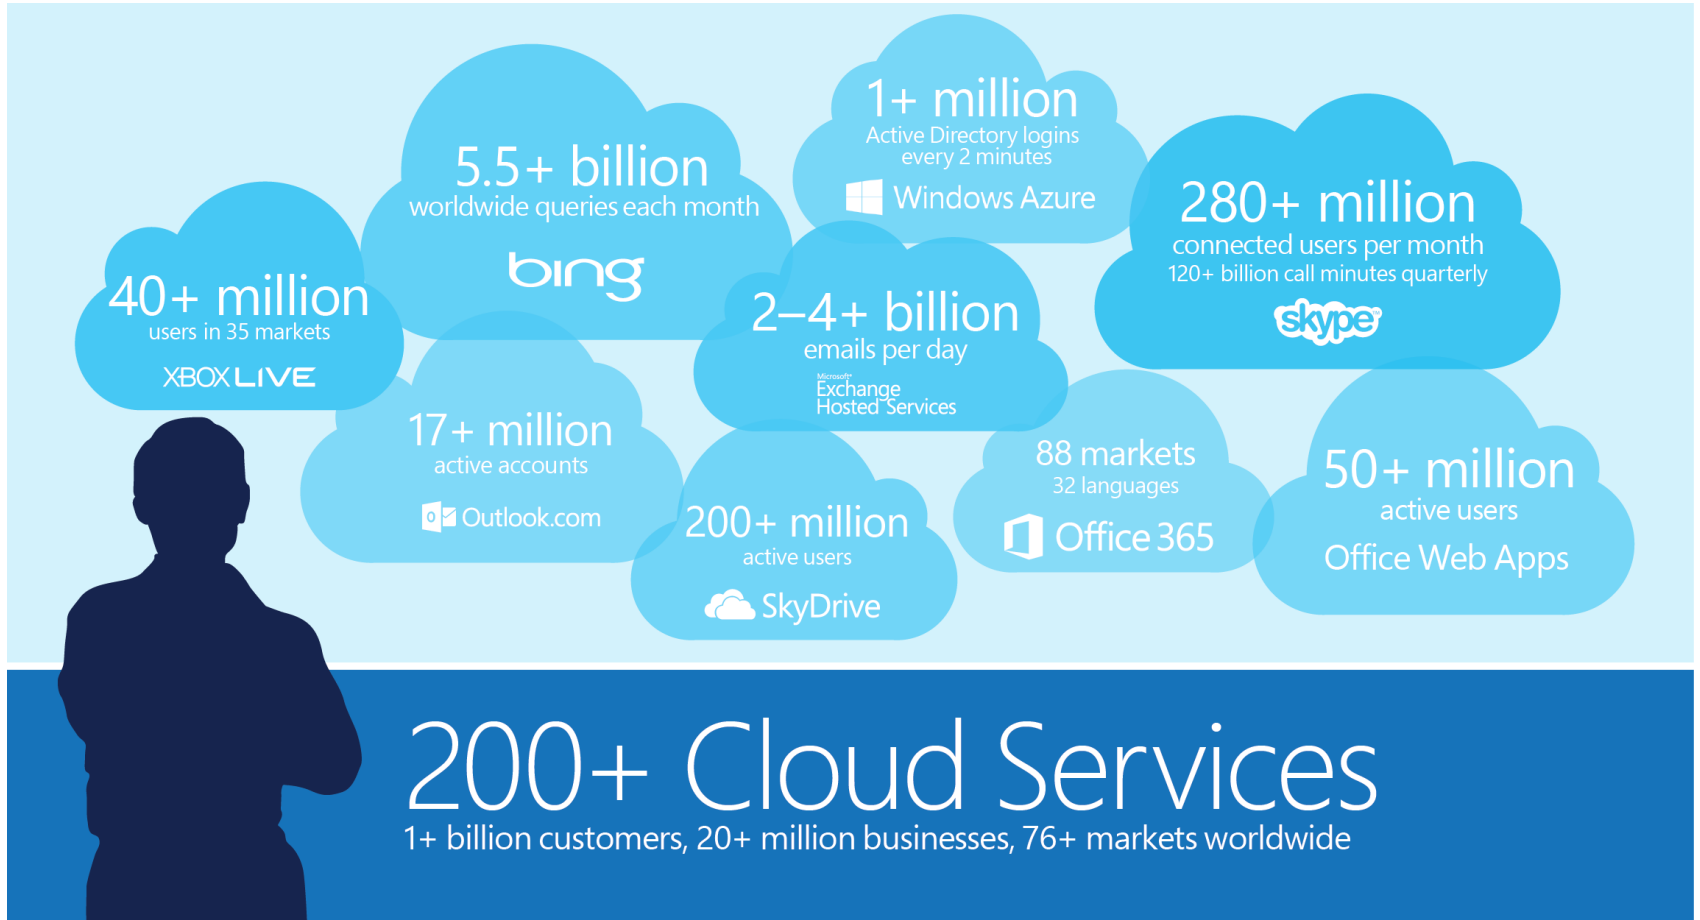 1+ million
Active Directory logins
every 2 minutes
Windows Azure
5.5+ billion
worldwide queries each month
bing
280+ million
connected users per month
120+ billion call minutes quarterly
skype™
40+ million
users in 35 markets
XBOX LIVE
2–4+ billion
emails per day
Microsoft®
Exchange
Hosted Services
17+ million
active accounts
Outlook.com
200+ million
active users
SkyDrive
88 markets
32 languages
Office 365
50+ million
active users
Office Web Apps
200+ Cloud Services
1+ billion customers, 20+ million businesses, 76+ markets worldwide